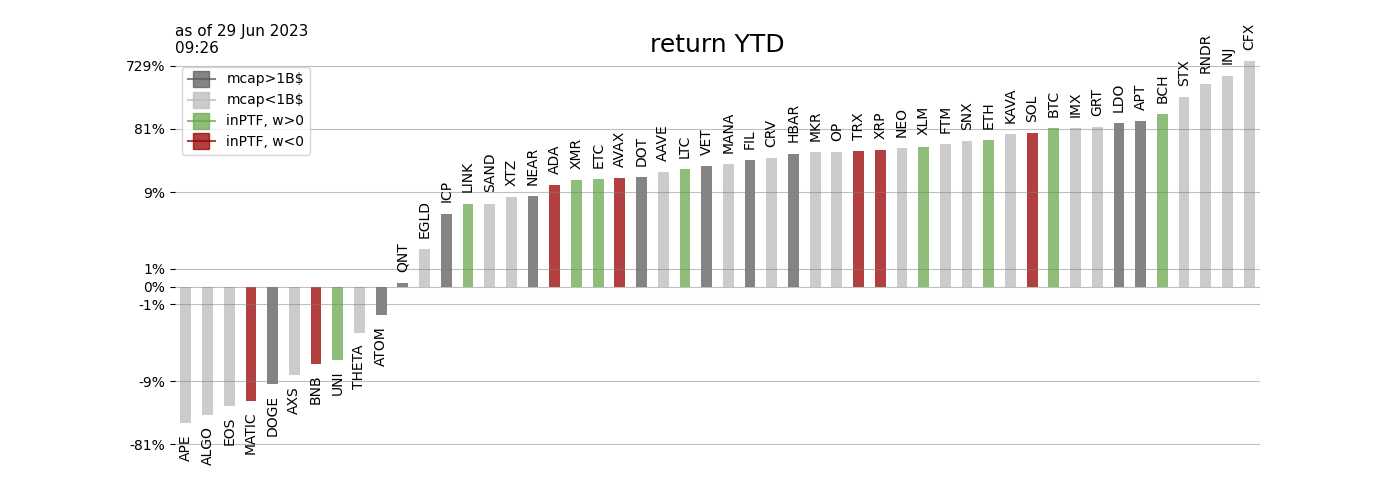 as of 29 Jun 2023
09:26
return YTD
729%
81%
9%
1%
0%
-1%
-9%
-81%
mcap>1B$
mcap<1B$
inPTF, w>0
inPTF, w<0
APE
ALGO
EOS
MATIC
DOGE
AXS
BNB
UNI
THETA
ATOM
QNT
EGLD
ICP
LINK
SAND
XTZ
NEAR
ADA
XMR
ETC
AVAX
DOT
AAVE
LTC
VET
MANA
FIL
CRV
HBAR
MKR
OP
TRX
XRP
NEO
XLM
FTM
SNX
ETH
KAVA
SOL
BTC
IMX
GRT
LDO
APT
BCH
STX
RNDR
INJ
CFX